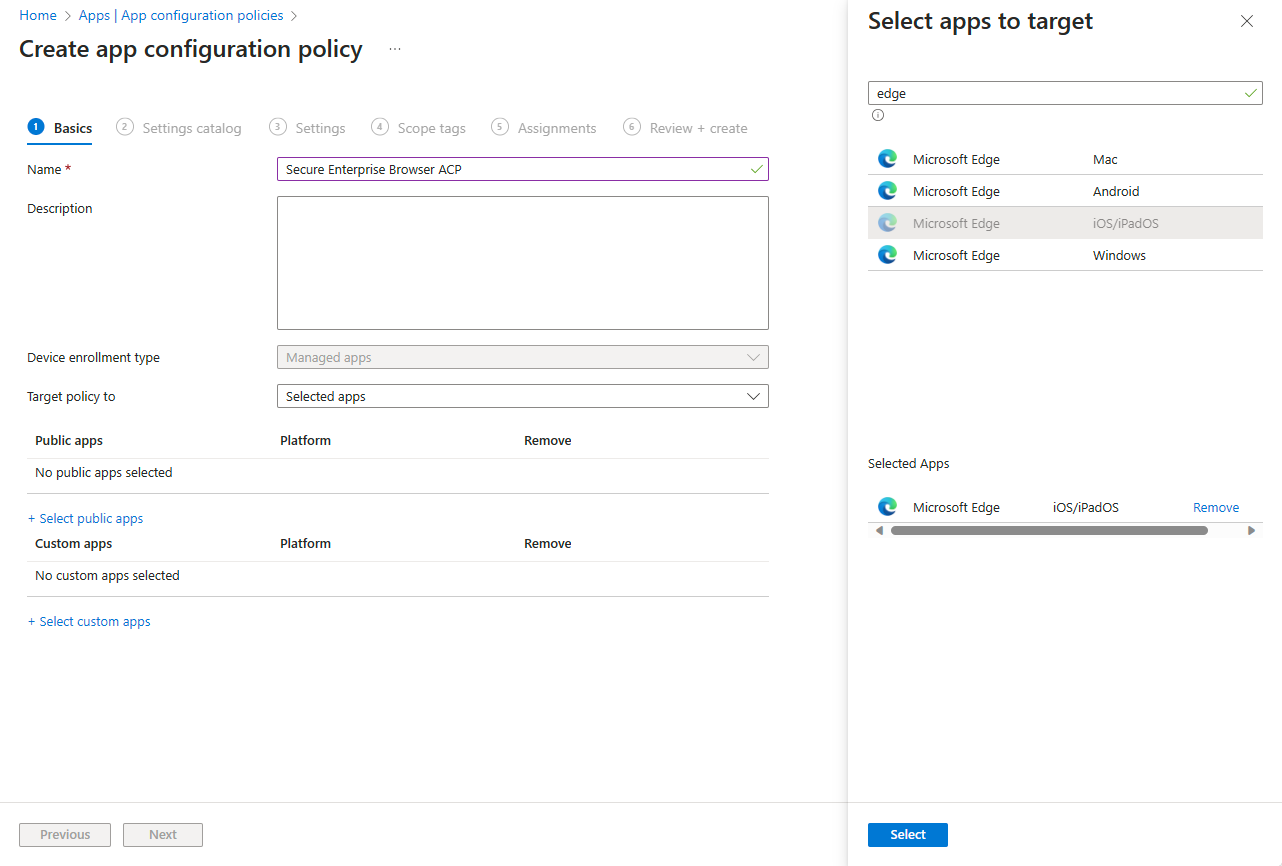 Home > Apps | App configuration policies >
Create app configuration policy ...
1 Basics 2 Settings catalog 3 Settings 4 Scope tags 5 Assignments 6 Review + create
Name * Secure Enterprise Browser ACP
Description
Device enrollment type Managed apps
Target policy to Selected apps
Public apps Platform Remove
No public apps selected
+ Select public apps
Custom apps Platform Remove
No custom apps selected
+ Select custom apps
Previous Next
Select apps to target
edge
Microsoft Edge Mac
Microsoft Edge Android
Microsoft Edge iOS/iPadOS
Microsoft Edge Windows
Selected Apps
Microsoft Edge iOS/iPadOS Remove
Select